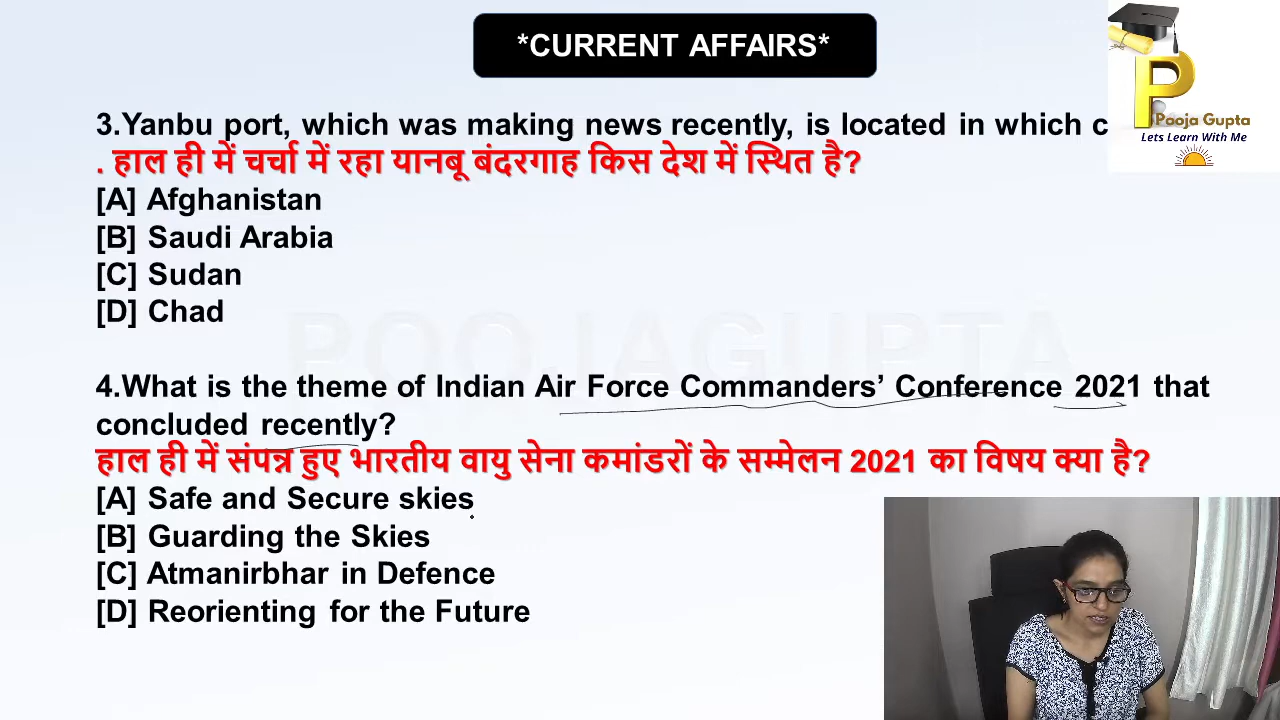 *CURRENT AFFAIRS*
P
Pooja Gupta
Lets Learn With Me
3.Yanbu port, which was making news recently, is located in which
. हाल ही में चर्चा में रहा यानबू बंदरगाह किस देश में स्थित है?
[A] Afghanistan
[B] Saudi Arabia
[C] Sudan
[D] Chad
POOJAGUPTA
4.What is the theme of Indian Air Force Commanders’ Conference 2021 that
concluded recently?
हाल ही में संपन्न हुए भारतीय वायु सेना कमांडरों के सम्मेलन 2021 का विषय क्या है?
[A] Safe and Secure skies
[B] Guarding the Skies
[C] Atmanirbhar in Defence
[D] Reorienting for the Future